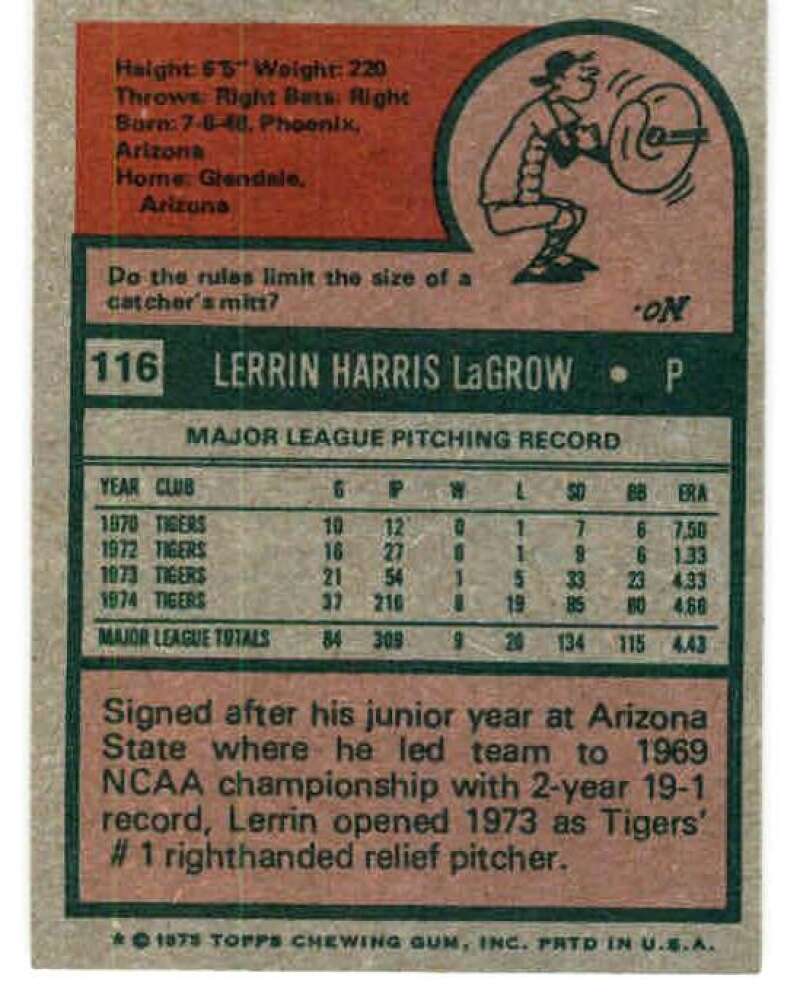 Height: 6'5" Weight: 220
Throws: Right Bats: Right
Born: 7-8-48, Phoenix,
Arizona
Home: Glendale,
Arizona
Do the rules limit the size of a
catcher's mitt?
·ON
116 LERRIN HARRIS LaGROW • P
MAJOR LEAGUE PITCHING RECORD
YEAR CLUB G IP W L SO BB ERA
1970 TIGERS 10 12 0 1 7 6 7.50
1972 TIGERS 16 27 0 1 9 6 1.33
1973 TIGERS 21 54 1 5 33 23 4.33
1974 TIGERS 37 216 8 19 85 80 4.66
MAJOR LEAGUE TOTALS 84 309 9 26 134 115 4.43
Signed after his junior year at Arizona
State where he led team to 1969
NCAA championship with 2-year 19-1
record, Lerrin opened 1973 as Tigers'
# 1 righthanded relief pitcher.
* © 1975 TOPPS CHEWING GUM, INC. PRTD IN U.S.A.